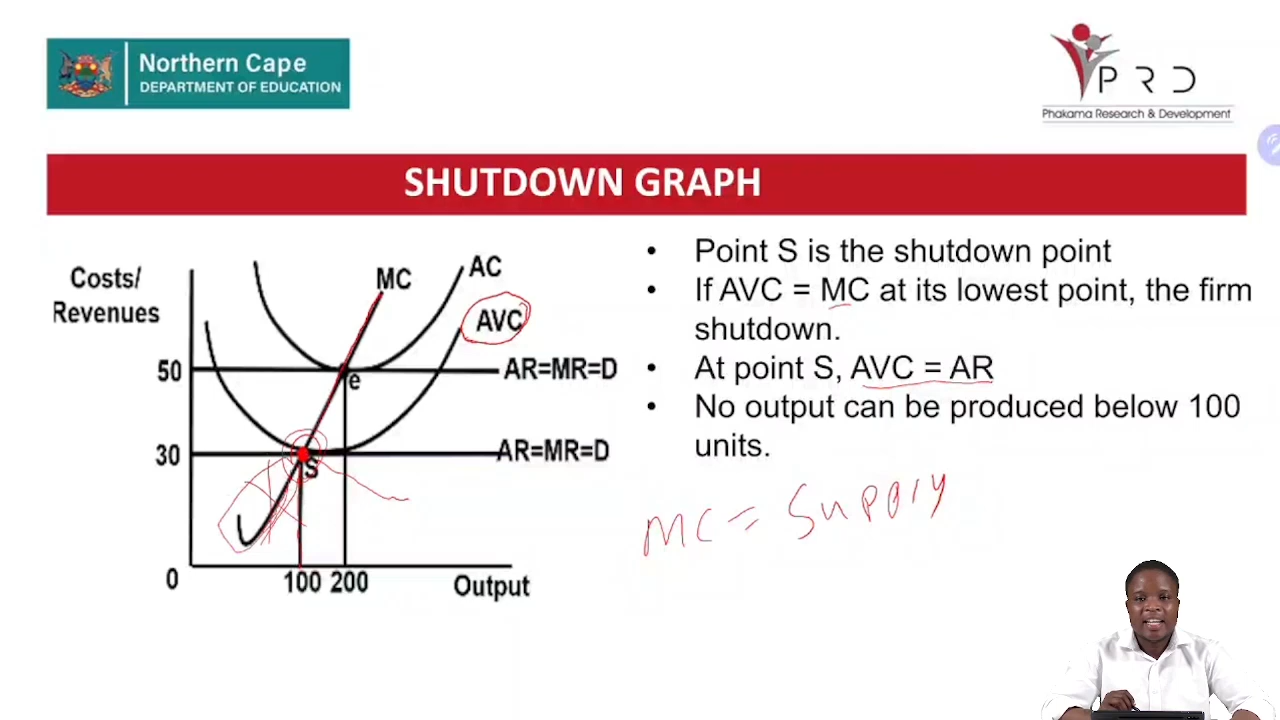 Northern Cape
DEPARTMENT OF EDUCATION
PRD
Phakama Research & Development
SHUTDOWN GRAPH
Costs/
Revenues
MC
AC
AVC
50
e
AR=MR=D
30
S
AR=MR=D
0
100 200
Output
• Point S is the shutdown point
• If AVC = MC at its lowest point, the firm
shutdown.
• At point S, AVC = AR
• No output can be produced below 100
units.
MC = Supply